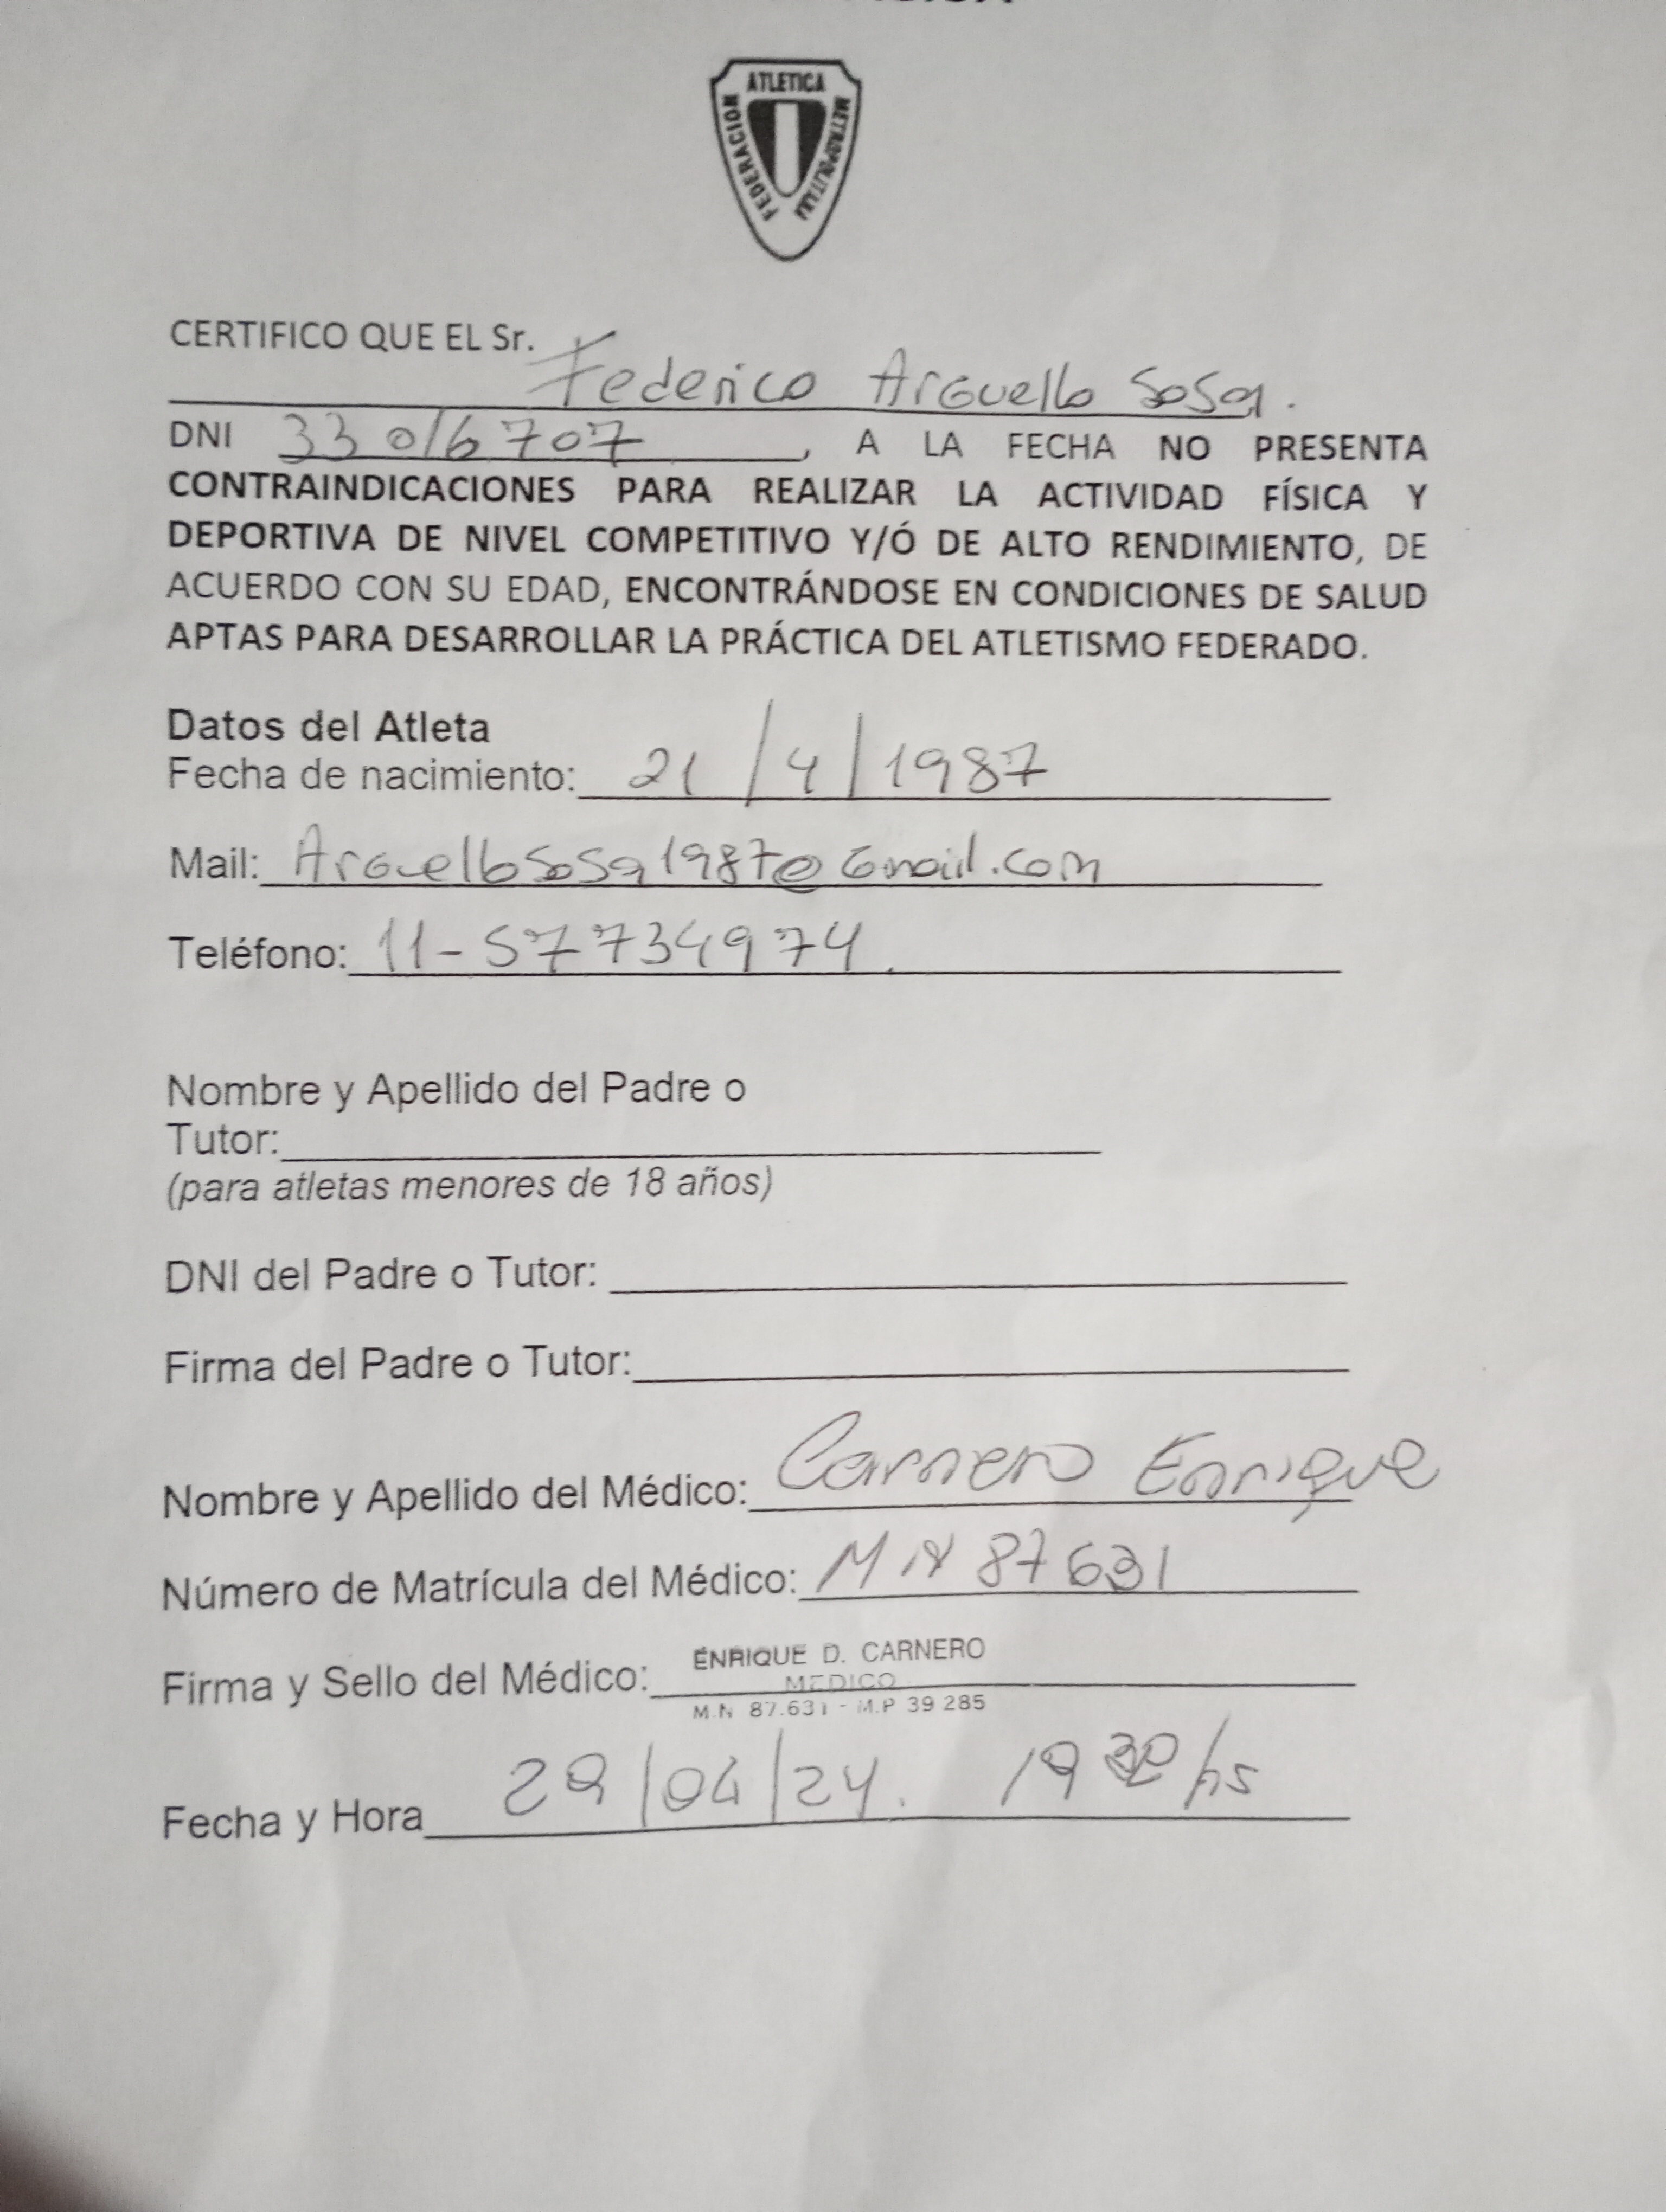 ATLETICA
FEDERACION
METROPOLITANA
CERTIFICO QUE EL Sr.
Federico Arguello Sosa.
DNI 33016707, A LA FECHA NO PRESENTA
CONTRAINDICACIONES PARA REALIZAR LA ACTIVIDAD FÍSICA Y
DEPORTIVA DE NIVEL COMPETITIVO Y/Ó DE ALTO RENDIMIENTO, DE
ACUERDO CON SU EDAD, ENCONTRÁNDOSE EN CONDICIONES DE SALUD
APTAS PARA DESARROLLAR LA PRÁCTICA DEL ATLETISMO FEDERADO.
Datos del Atleta
Fecha de nacimiento: 21/4/1987
Mail: ArguelloSosa1987@Gmail.com
Teléfono: 11-57734974
Nombre y Apellido del Padre o
Tutor:
(para atletas menores de 18 años)
DNI del Padre o Tutor:
Firma del Padre o Tutor:
Nombre y Apellido del Médico: Carnero Enrique
Número de Matrícula del Médico: MN 87631
Firma y Sello del Médico: ENRIQUE D. CARNERO
MEDICO
M.N 87.631 - M.P 39 285
Fecha y Hora 29/04/24. 19 30/hs